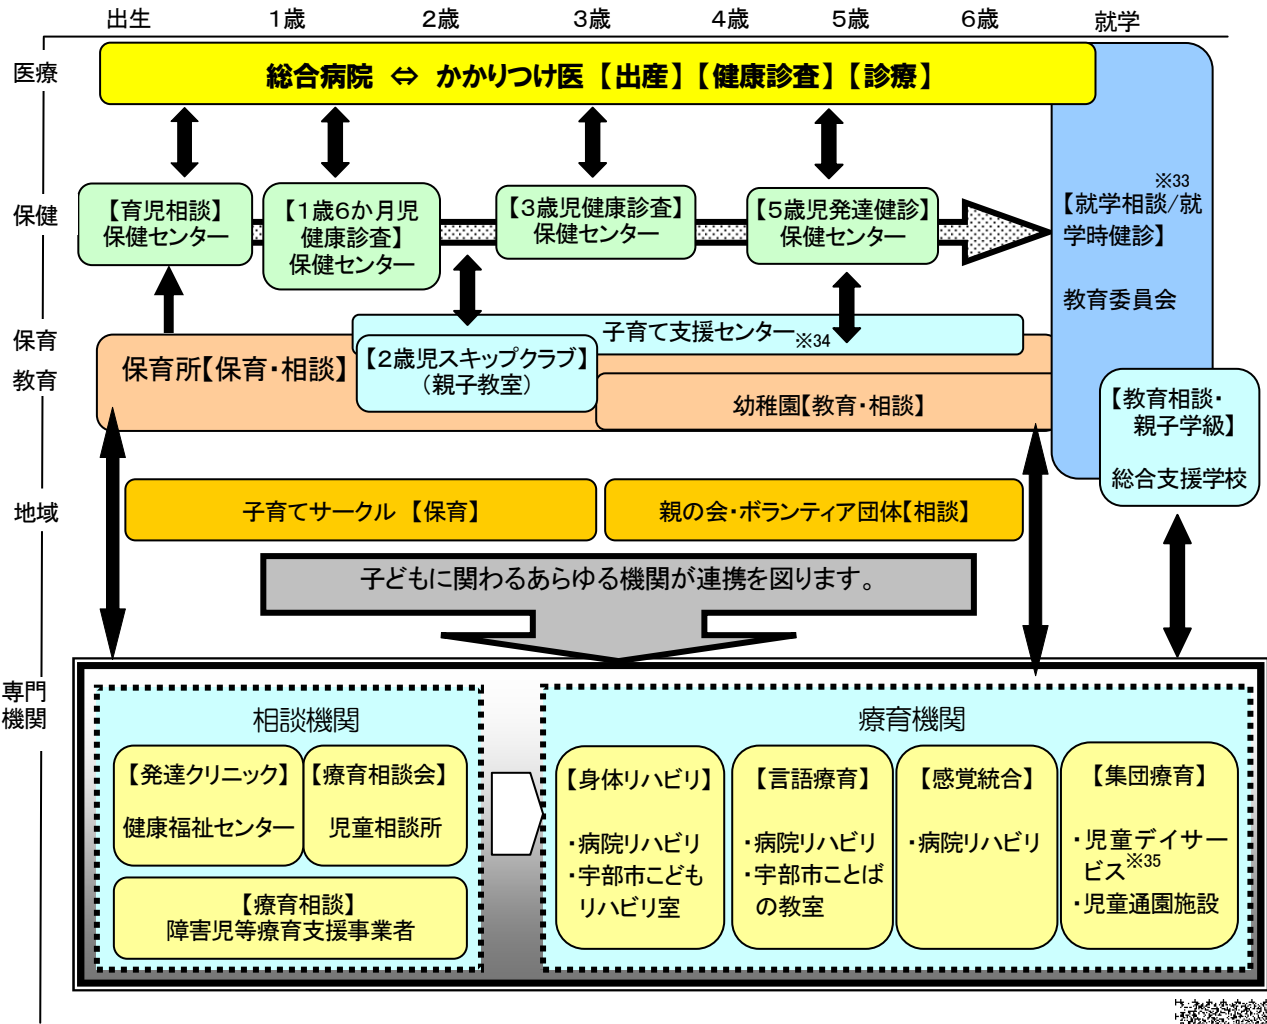 出生 1歳 2歳 3歳 4歳 5歳 6歳 就学
医療
総合病院 ⇔ かかりつけ医【出産】【健康診査】【診療】
保健
【育児相談】
保健センター
【1歳6か月児
健康診査】
保健センター
【3歳児健康診査】
保健センター
【5歳児発達健診】
保健センター
※33
【就学相談/就
学時健診】
教育委員会
保育
教育
子育て支援センター※34
保育所【保育・相談】
【2歳児スキップクラブ】
(親子教室)
幼稚園【教育・相談】
【教育相談・
親子学級】
総合支援学校
地域
子育てサークル【保育】
親の会・ボランティア団体【相談】
子どもに関わるあらゆる機関が連携を図ります。
専門
機関
相談機関
【発達クリニック】
健康福祉センター
【療育相談会】
児童相談所
【療育相談】
障害児等療育支援事業者
療育機関
【身体リハビリ】
・病院リハビリ
・宇部市こども
リハビリ室
【言語療育】
・病院リハビリ
・宇部市ことば
の教室
【感覚統合】
・病院リハビリ
【集団療育】
・児童デイサー
ビス※35
・児童通園施設